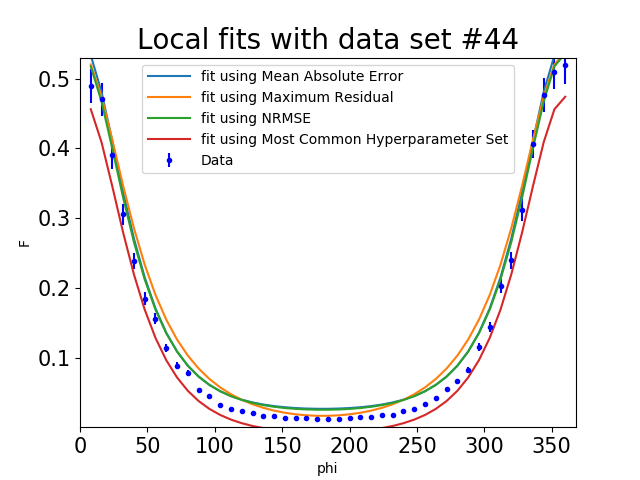 Local fits with data set #44
fit using Mean Absolute Error
fit using Maximum Residual
fit using NRMSE
fit using Most Common Hyperparameter Set
Data
0.5
0.4
0.3
0.2
0.1
F
0 50 100 150 200 250 300 350
phi